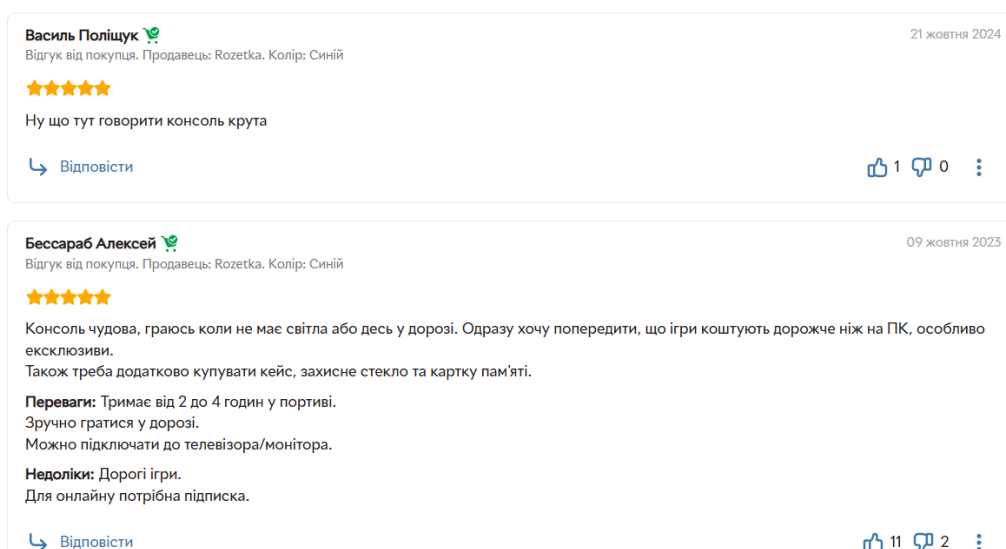 Василь Поліщук
21 жовтня 2024
Відгук від покупця. Продавець: Rozetka. Колір: Синій
Ну що тут говорити консоль крута
Відповісти
1 0
Бессараб Алексей
09 жовтня 2023
Відгук від покупця. Продавець: Rozetka. Колір: Синій
Консоль чудова, граюсь коли не має світла або десь у дорозі. Одразу хочу попередити, що ігри коштують дорожче ніж на ПК, особливо
ексклюзиви.
Також треба додатково купувати кейс, захисне стекло та картку пам'яті.
Переваги: Тримає від 2 до 4 годин у портиві.
Зручно гратися у дорозі.
Можно підключати до телевізора/монітора.
Недоліки: Дорогі ігри.
Для онлайну потрібна підписка.
Відповісти
11 2